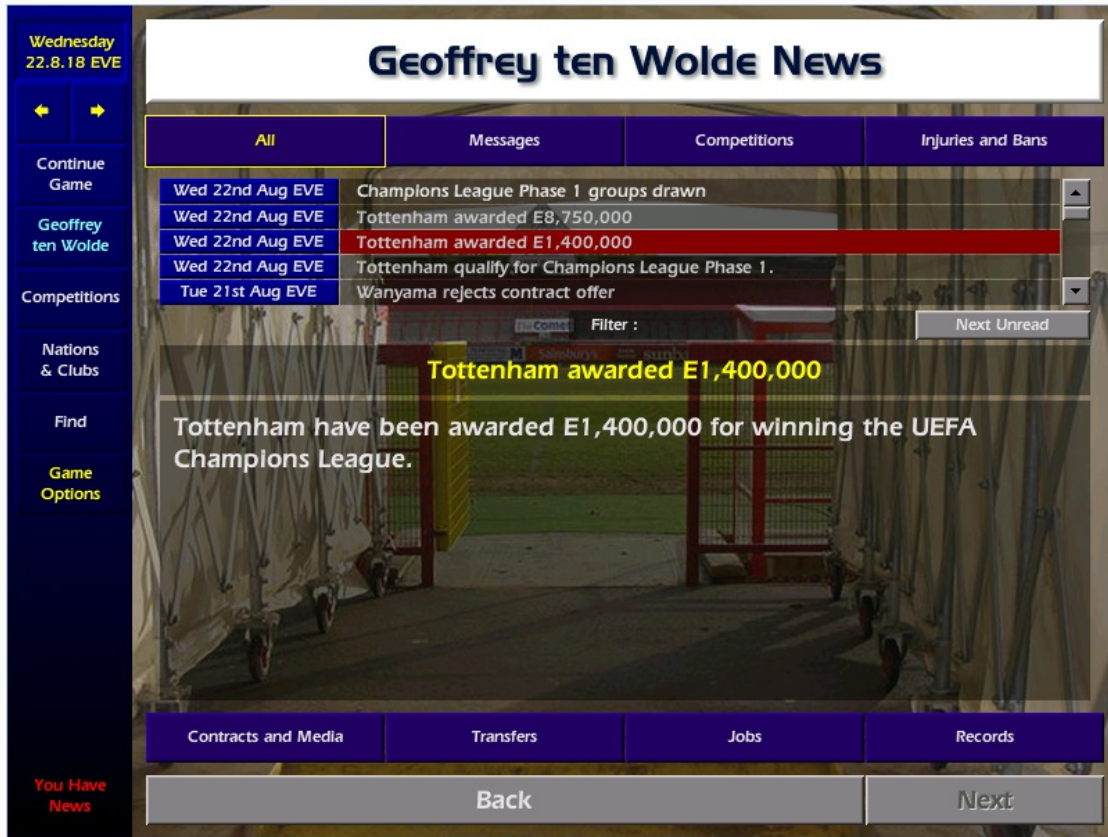 Wednesday
22.8.18 EVE
Geoffrey ten Wolde News
All
Messages
Competitions
Injuries and Bans
Continue
Game
Geoffrey
ten Wolde
Competitions
Nations
& Clubs
Find
Game
Options
Wed 22nd Aug EVE Champions League Phase 1 groups drawn
Wed 22nd Aug EVE Tottenham awarded E8,750,000
Wed 22nd Aug EVE Tottenham awarded E1,400,000
Wed 22nd Aug EVE Tottenham qualify for Champions League Phase 1.
Tue 21st Aug EVE Wanyama rejects contract offer
The Comet
Filter :
Next Unread
Sainsbury's
Tottenham awarded E1,400,000
Tottenham have been awarded E1,400,000 for winning the UEFA
Champions League.
Contracts and Media
Transfers
Jobs
Records
You Have
News
Back
Next